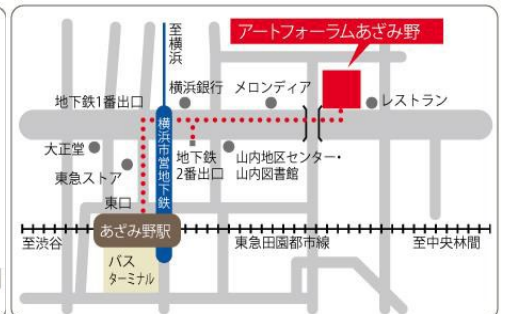 至横浜
アートフォーラムあざみ野
横浜銀行
メロンディア
地下鉄1番出口
レストラン
横浜市営地下鉄
大正堂
地下鉄
2番出口
山内地区センター・
山内図書館
東急ストア
東口
あざみ野駅
至渋谷
東急田園都市線
至中央林間
バス
ターミナル